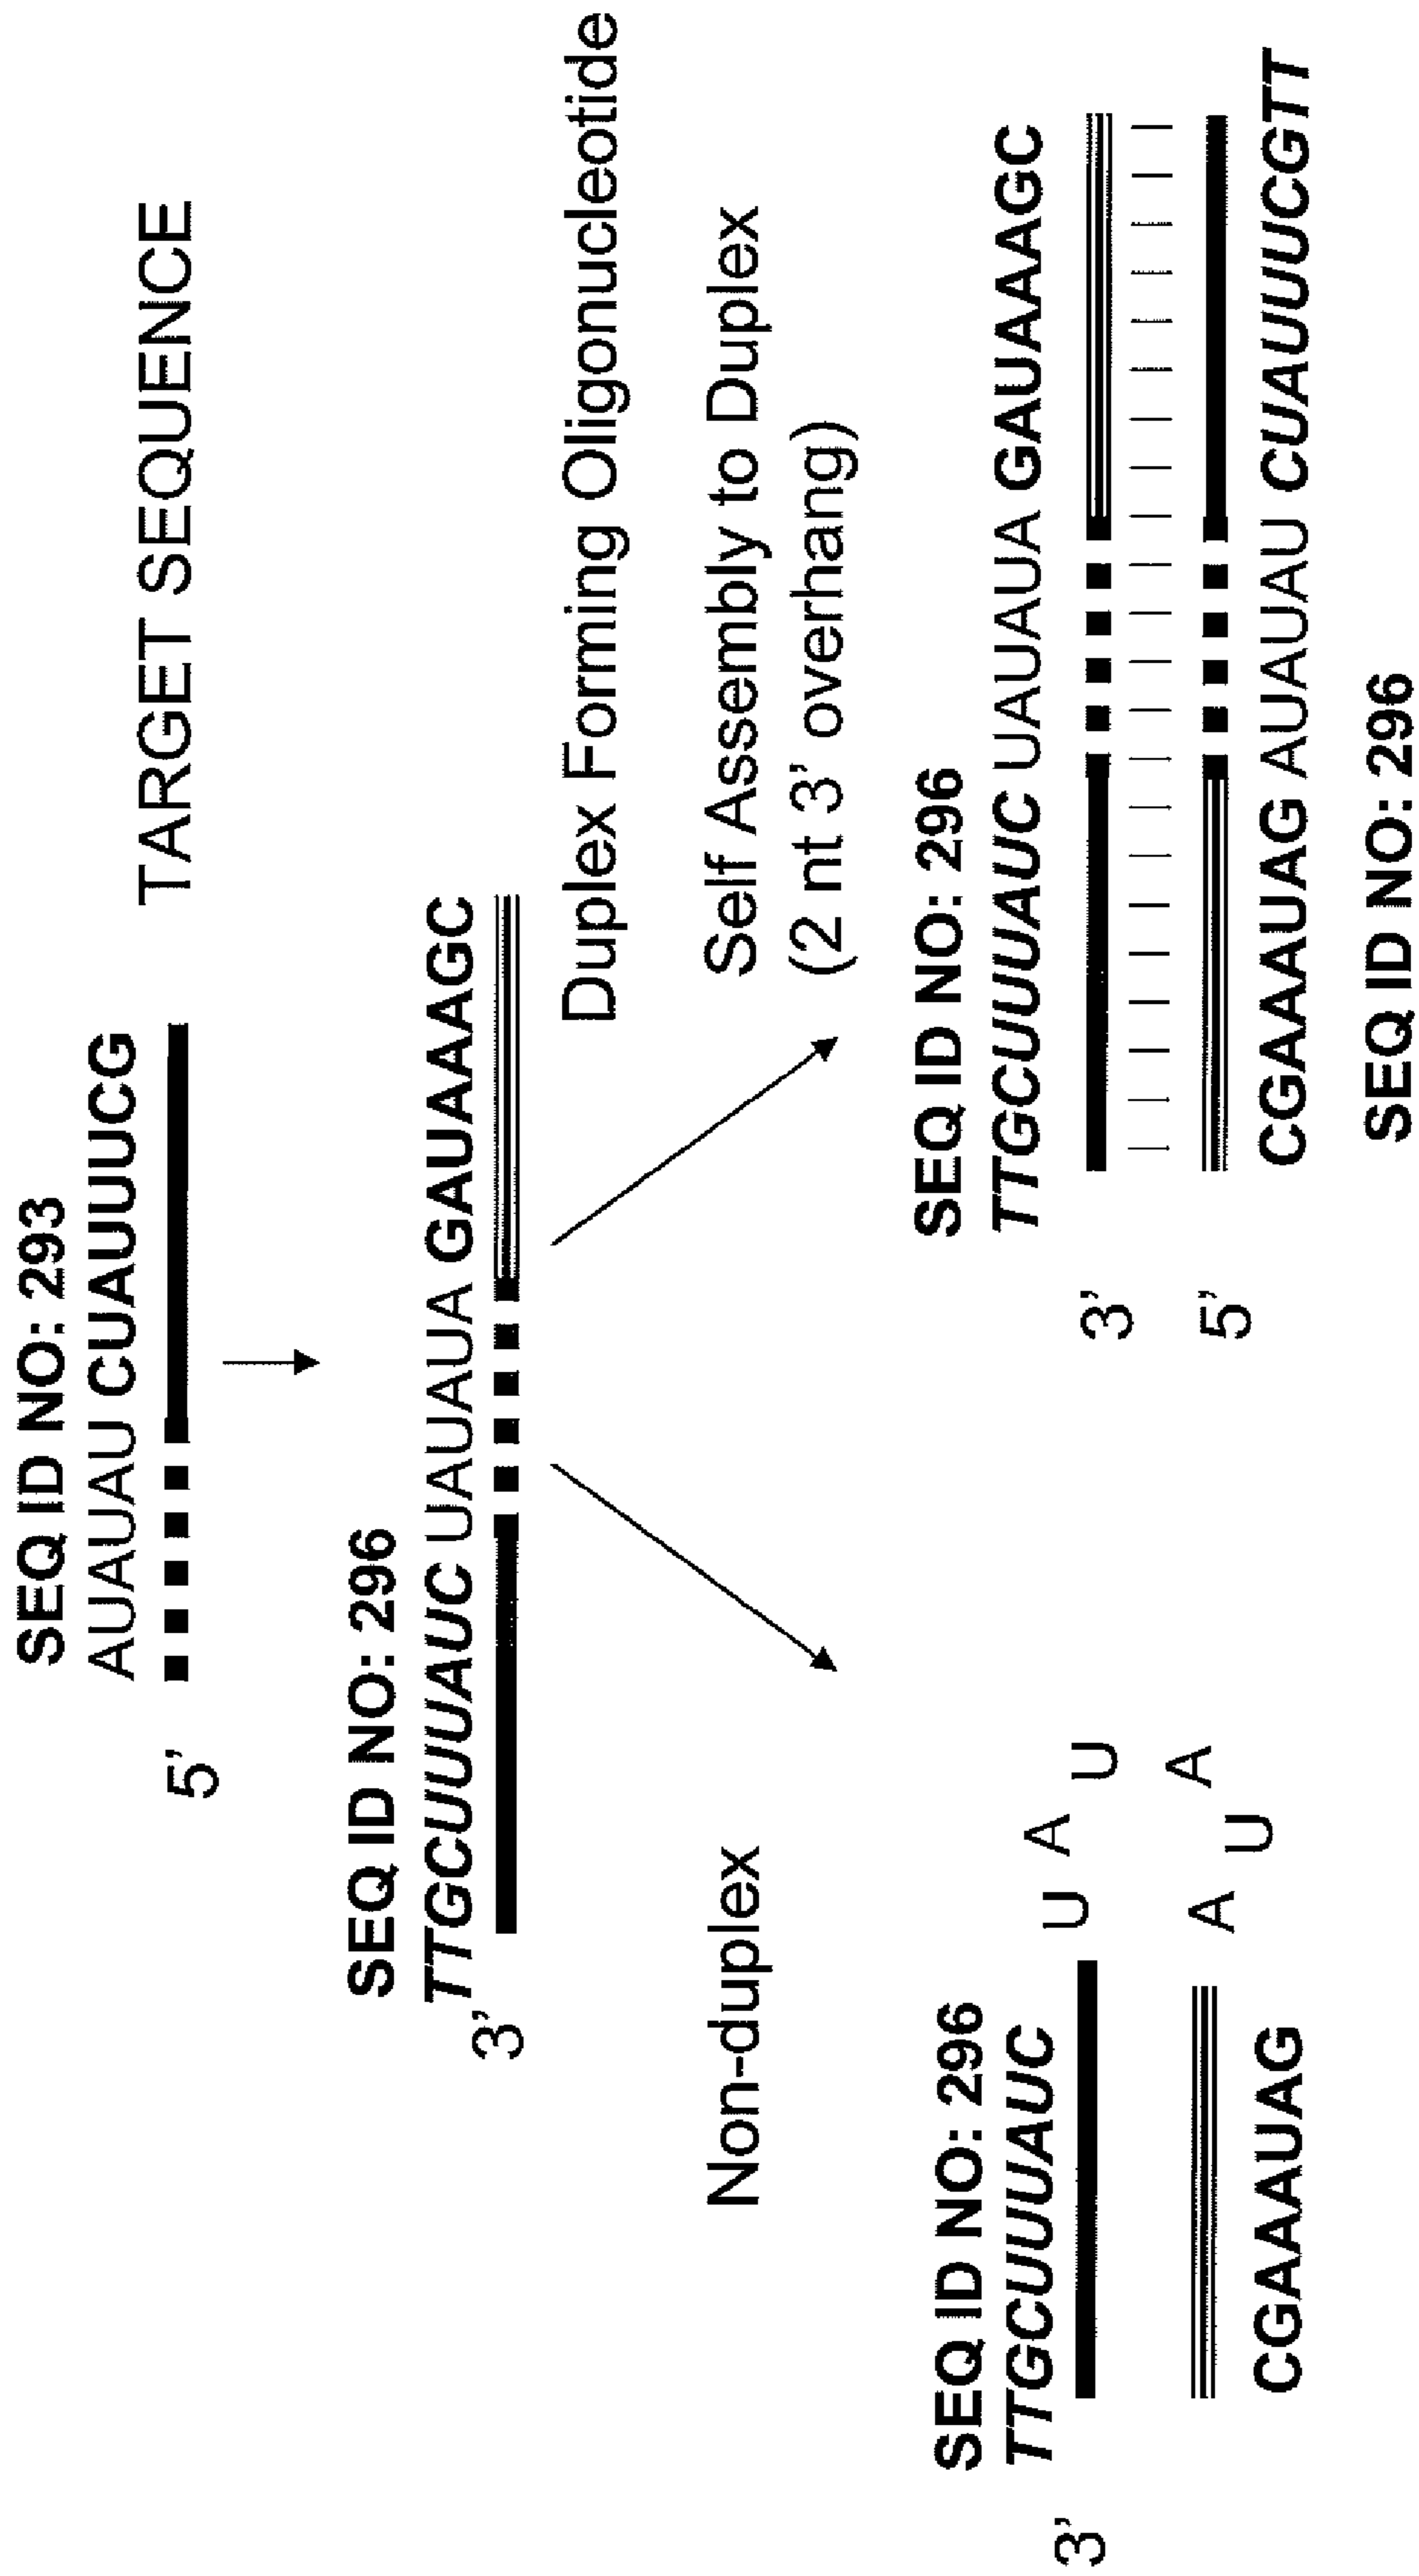 SEQ ID NO: 293
AUAUAU CUAUUUCG
5'
TARGET SEQUENCE
SEQ ID NO: 296
TTGCUUUAUC UAUAUA GAUAAAGC
3'
Duplex Forming Oligonucleotide
Non-duplex
Self Assembly to Duplex
(2 nt 3' overhang)
SEQ ID NO: 296
TTGCUUUAUC
3'
U A U
A U A
CGAAAUAG
SEQ ID NO: 296
TTGCUUUAUC UAUAUA GAUAAAGC
3'
5'
CGAAAUAG AUAUAU CUAUUUCGTT
SEQ ID NO: 296